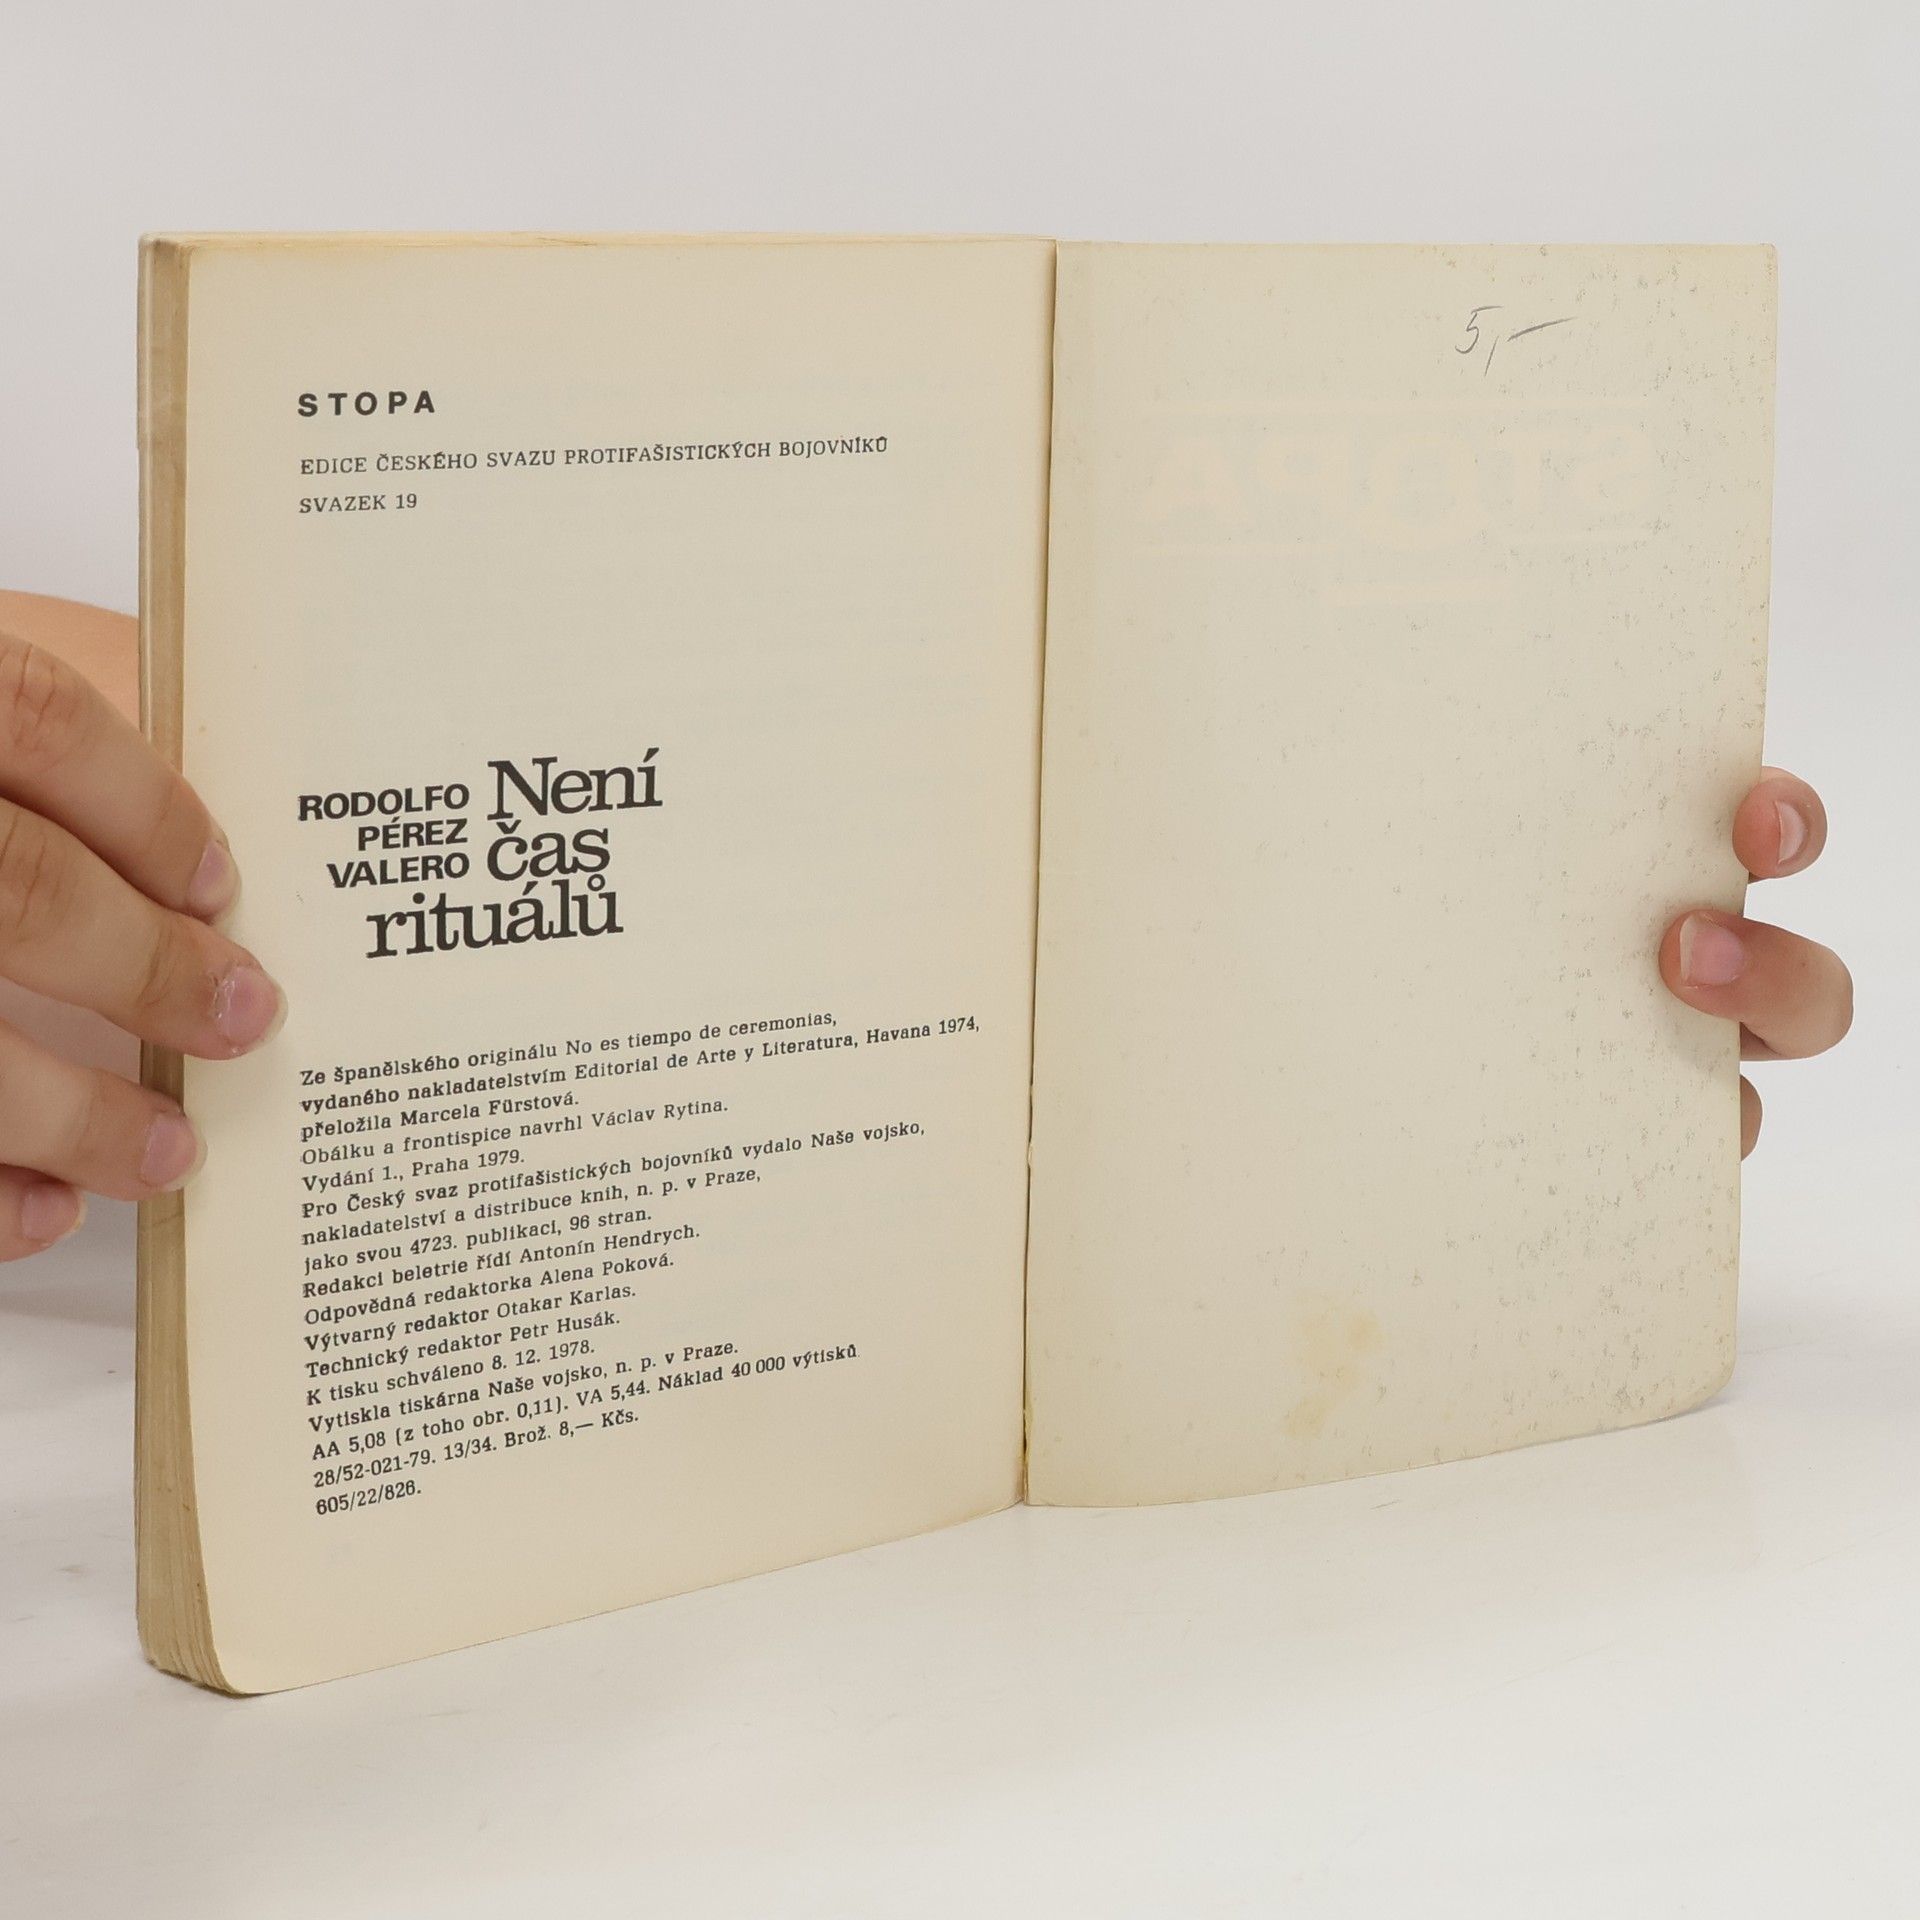 STOPA
EDICE ČESKÉHO SVAZU PROTIFAŠISTICKÝCH BOJOVNÍKŮ
SVAZEK 19
RODOLFO
PÉREZ
VALERO
Není
čas
rituálů
Ze španělského originálu No es tiempo de ceremonias,
vydaného nakladatelstvím Editorial de Arte y Literatura, Havana 1974,
přeložila Marcela Fürstová.
Obálku a frontispice navrhl Václav Rytina.
Vydání 1., Praha 1979.
Pro Český svaz protifašistických bojovníků vydalo Naše vojsko,
nakladatelství a distribuce knih, n. p. v Praze,
jako svou 4723. publikaci, 96 stran.
Redakci beletrie řídí Antonín Hendrych.
Odpovědná redaktorka Alena Poková.
Výtvarný redaktor Otakar Karlas.
Technický redaktor Petr Husák.
K tisku schváleno 8. 12. 1978.
Vytiskla tiskárna Naše vojsko, n. p. v Praze.
AA 5,08 (z toho obr. 0,11). VA 5,44. Náklad 40 000 výtisků
28/52-021-79. 13/34. Brož. 8,— Kčs.
605/22/826.
5,—